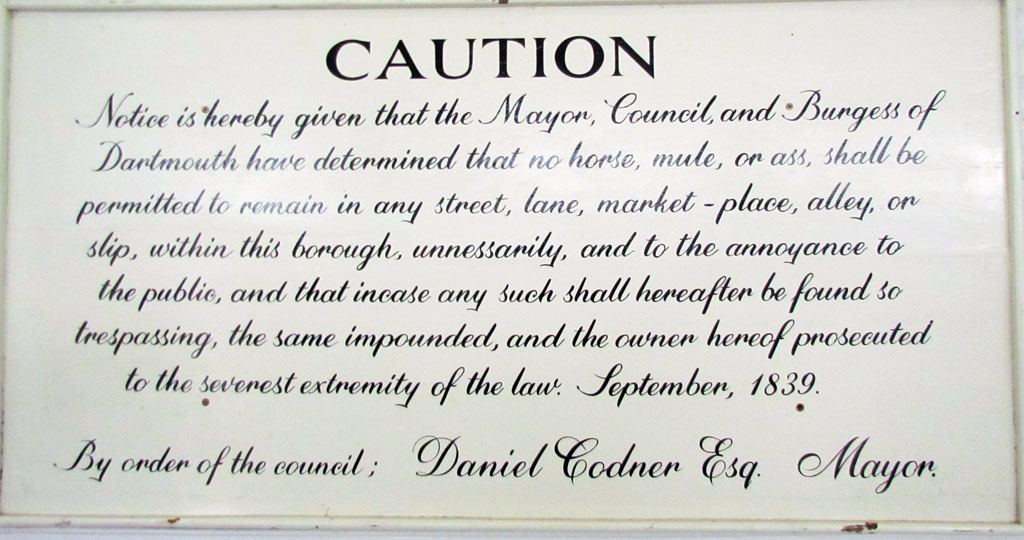 CAUTION
Notice is hereby given that the Mayor, Council, and Burgess of
Dartmouth have determined that no horse, mule, or ass, shall be
permitted to remain in any street, lane, market - place, alley, or
slip, within this borough, unnessarily, and to the annoyance to
the public, and that incase any such shall hereafter be found so
trespassing, the same impounded, and the owner hereof prosecuted
to the severest extremity of the law. September, 1839.
By order of the council; Daniel Codner Esq. Mayor.